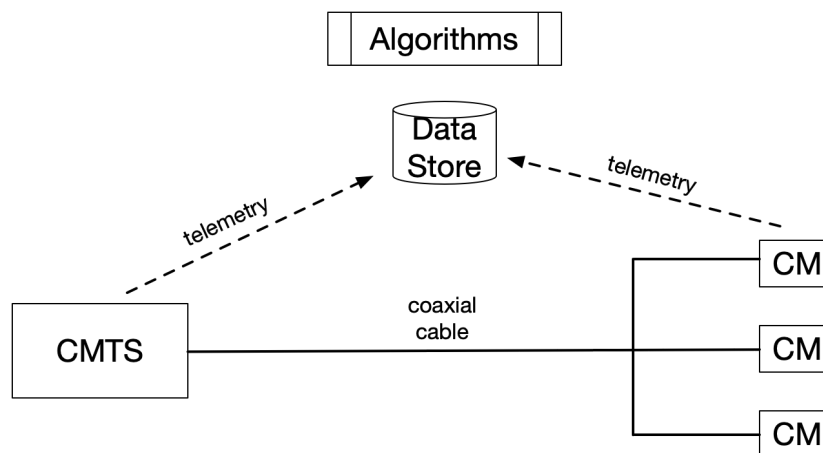 Algorithms
Data
Store
telemetry
telemetry
CM
coaxial
cable
CMTS
CM
CM